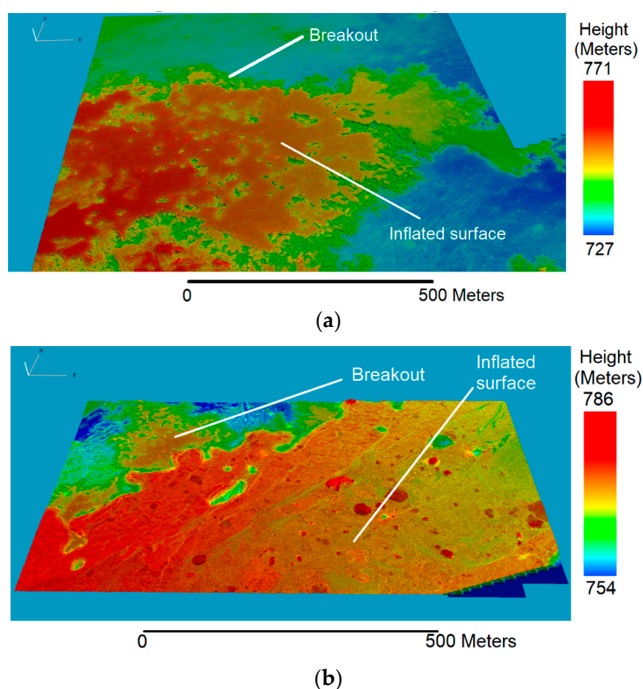 Breakout
Inflated surface
Height
(Meters)
771
727
0
500 Meters
(a)
Breakout
Inflated
surface
Height
(Meters)
786
754
0
500 Meters
(b)